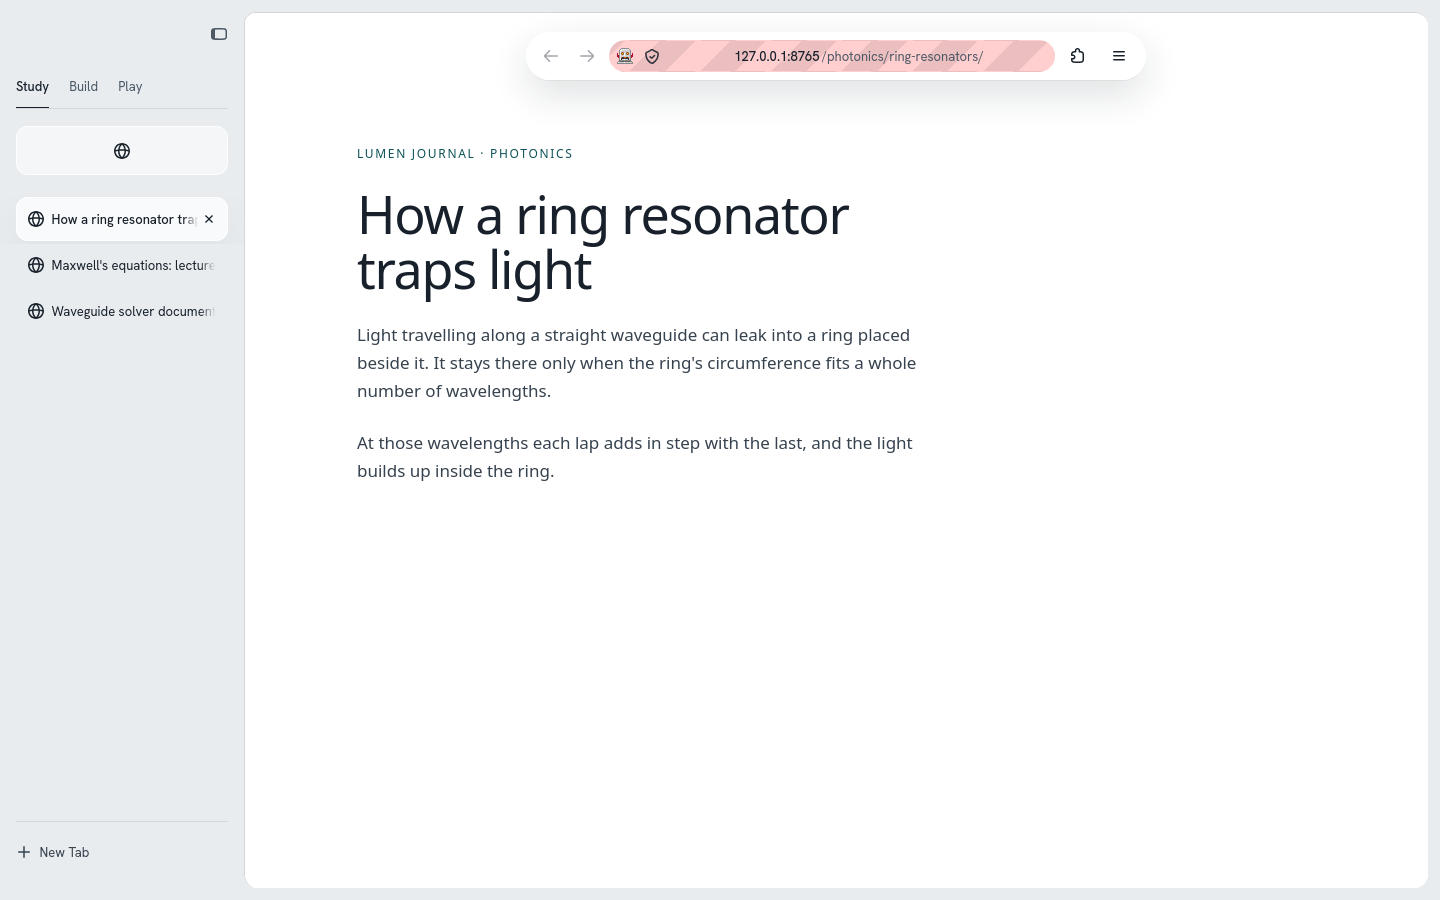 Study Build Play
How a ring resonator tra
Maxwell's equations: lecture
Waveguide solver document
New Tab
127.0.0.1:8765/photonics/ring-resonators/
LUMEN JOURNAL · PHOTONICS
How a ring resonator
traps light
Light travelling along a straight waveguide can leak into a ring placed
beside it. It stays there only when the ring's circumference fits a whole
number of wavelengths.
At those wavelengths each lap adds in step with the last, and the light
builds up inside the ring.